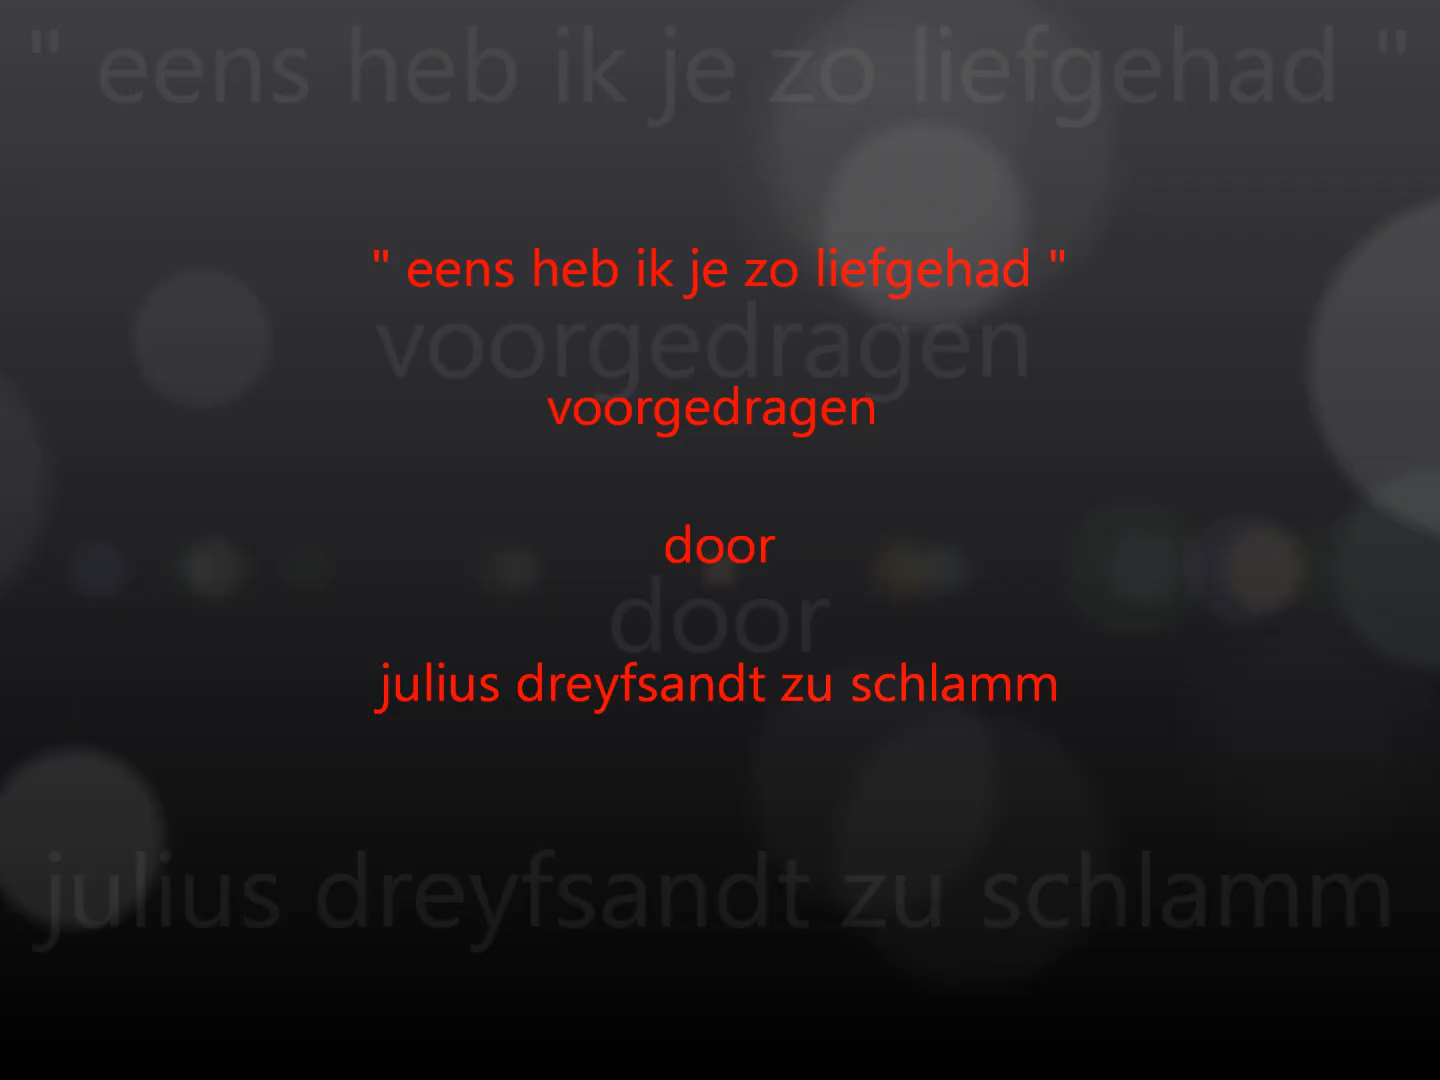 " eens heb ik je zo liefgehad "
" eens heb ik je zo liefgehad "
voorgedragen
voorgedragen
door
door
julius dreyfsandt zu schlamm
julius dreyfsandt zu schlamm